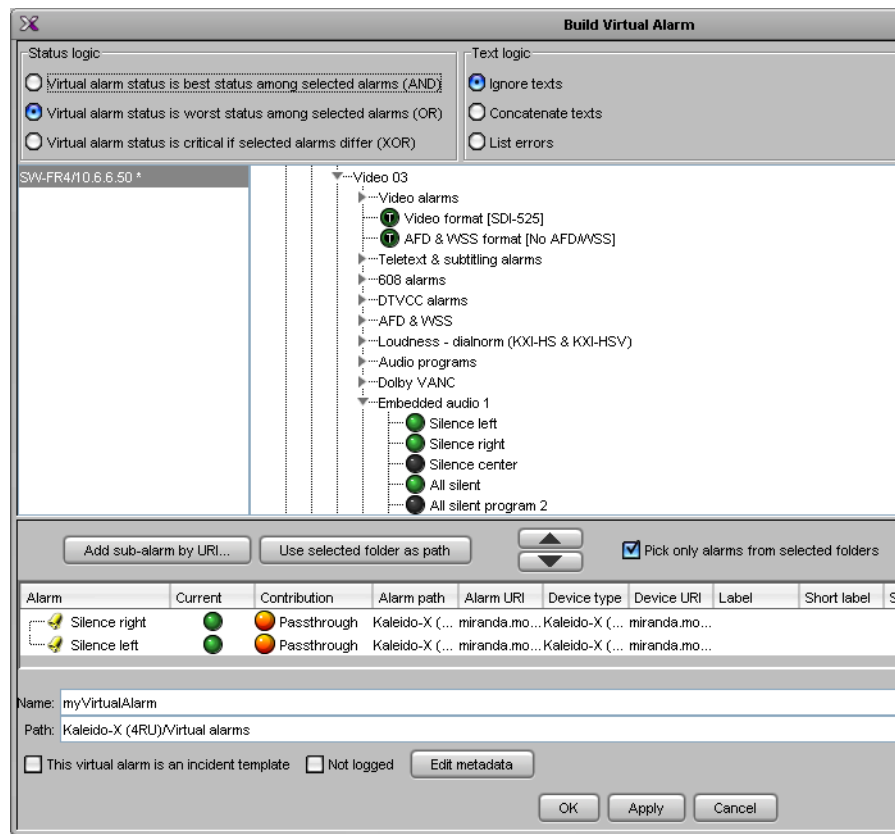 Build Virtual Alarm
Status logic
Virtual alarm status is best status among selected alarms (AND)
Virtual alarm status is worst status among selected alarms (OR)
Virtual alarm status is critical if selected alarms differ (XOR)
Text logic
Ignore texts
Concatenate texts
List errors
SW-FR4/10.6.6.50 *
Video 03
Video alarms
T Video format [SDI-525]
T AFD & WSS format [No AFD/WSS]
Teletext & subtitling alarms
608 alarms
DTVCC alarms
AFD & WSS
Loudness - dialnorm (KXI-HS & KXI-HSV)
Audio programs
Dolby VANC
Embedded audio 1
Silence left
Silence right
Silence center
All silent
All silent program 2
Add sub-alarm by URI... Use selected folder as path Pick only alarms from selected folders
Alarm Current Contribution Alarm path Alarm URI Device type Device URI Label Short label S
Silence right Passthrough Kaleido-X (... miranda.mo... Kaleido-X (... miranda.mo...
Silence left Passthrough Kaleido-X (... miranda.mo... Kaleido-X (... miranda.mo...
Name: myVirtualAlarm
Path: Kaleido-X (4RU)/Virtual alarms
This virtual alarm is an incident template Not logged Edit metadata
OK Apply Cancel